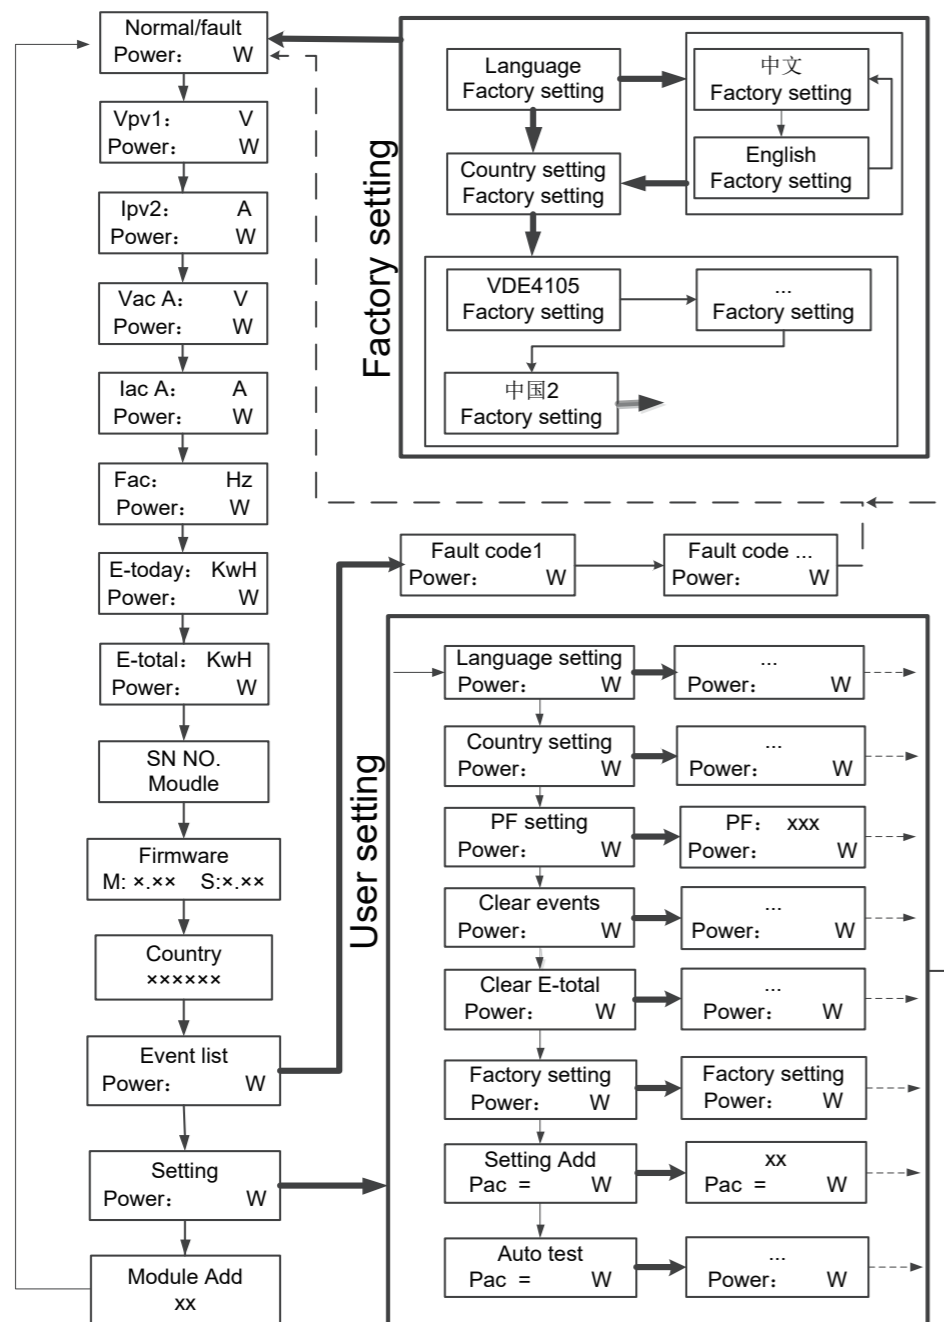 Normal/fault
Power： W
Vpv1： V
Power： W
Ipv2： A
Power： W
Vac A： V
Power： W
Iac A： A
Power： W
Fac： Hz
Power： W
E-today： KwH
Power： W
E-total： KwH
Power： W
SN NO.
Moudle
Firmware
M: ×.×× S:×.××
Country
××××××
Event list
Power： W
Setting
Power： W
Module Add
xx
Factory setting
Language
Factory setting
中文
Factory setting
English
Factory setting
Country setting
Factory setting
VDE4105
Factory setting
...
Factory setting
中国2
Factory setting
Fault code1
Power： W
Fault code ...
Power： W
User setting
Language setting
Power： W
...
Power： W
Country setting
Power： W
...
Power： W
PF setting
Power： W
PF： xxx
Power： W
Clear events
Power： W
...
Power： W
Clear E-total
Power： W
...
Power： W
Factory setting
Power： W
Factory setting
Power： W
Setting Add
Pac = W
xx
Pac = W
Auto test
Pac = W
...
Power： W